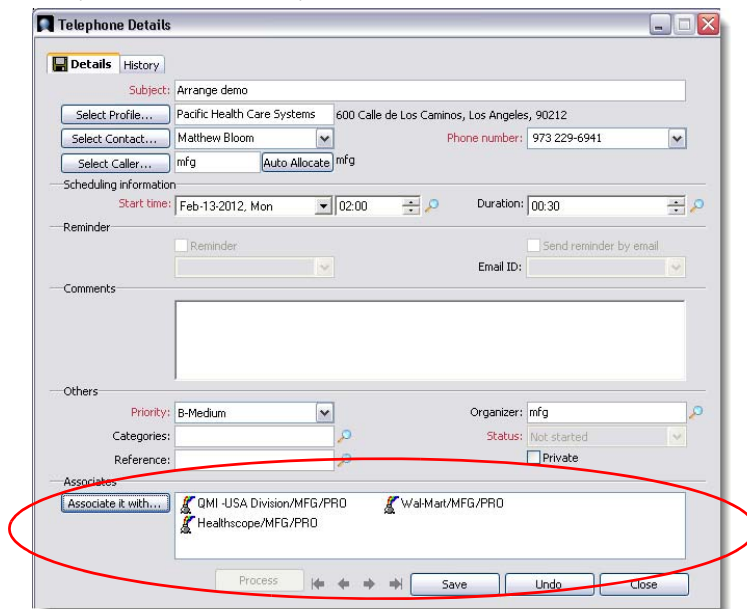 Telephone Details
Details History
Subject: Arrange demo
Select Profile... Pacific Health Care Systems 600 Calle de Los Caminos, Los Angeles, 90212
Select Contact... Matthew Bloom Phone number: 973 229-6941
Select Caller... mfg Auto Allocate mfg
Scheduling information
Start time: Feb-13-2012, Mon 02:00 Duration: 00:30
Reminder
Reminder Send reminder by email
Email ID:
Comments
Others
Priority: B-Medium Organizer: mfg
Categories: Status: Not started
Reference: Private
Associates
Associate it with... QMI -USA Division/MFG/PRO Wal-Mart/MFG/PRO
Healthscope/MFG/PRO
Process Save Undo Close